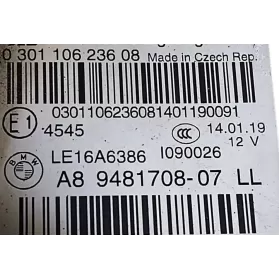 0 301 106 236 08 Made in Czech Rep.
0301106236081401190091
E1 4545 CCC 14.01.19
12 V
BMW LE16A6386 I090026
A8 9481708-07 LL